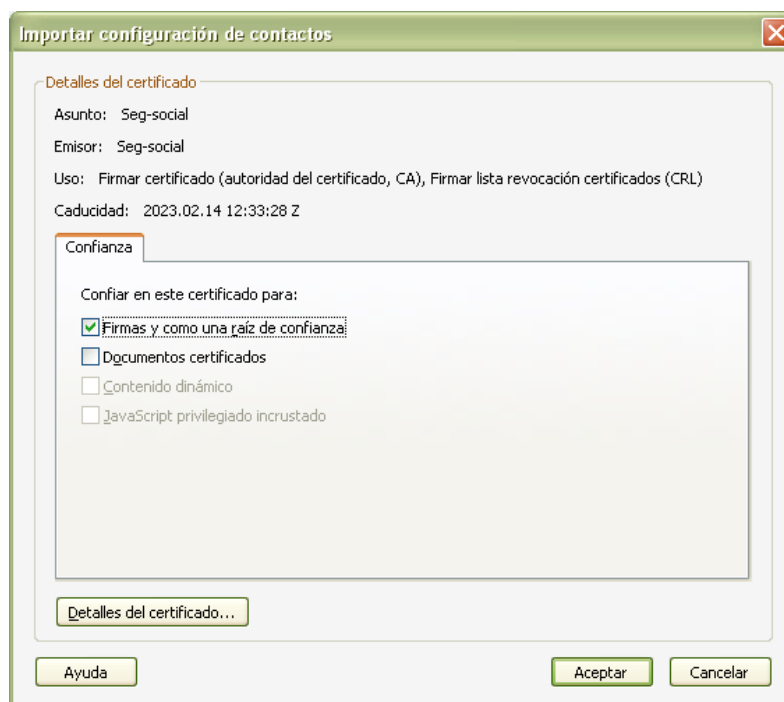 Importar configuración de contactos
Detalles del certificado
Asunto: Seg-social
Emisor: Seg-social
Uso: Firmar certificado (autoridad del certificado, CA), Firmar lista revocación certificados (CRL)
Caducidad: 2023.02.14 12:33:28 Z
Confianza
Confiar en este certificado para:
Firmas y como una raíz de confianza
Documentos certificados
Contenido dinámico
JavaScript privilegiado incrustado
Detalles del certificado...
Ayuda Aceptar Cancelar